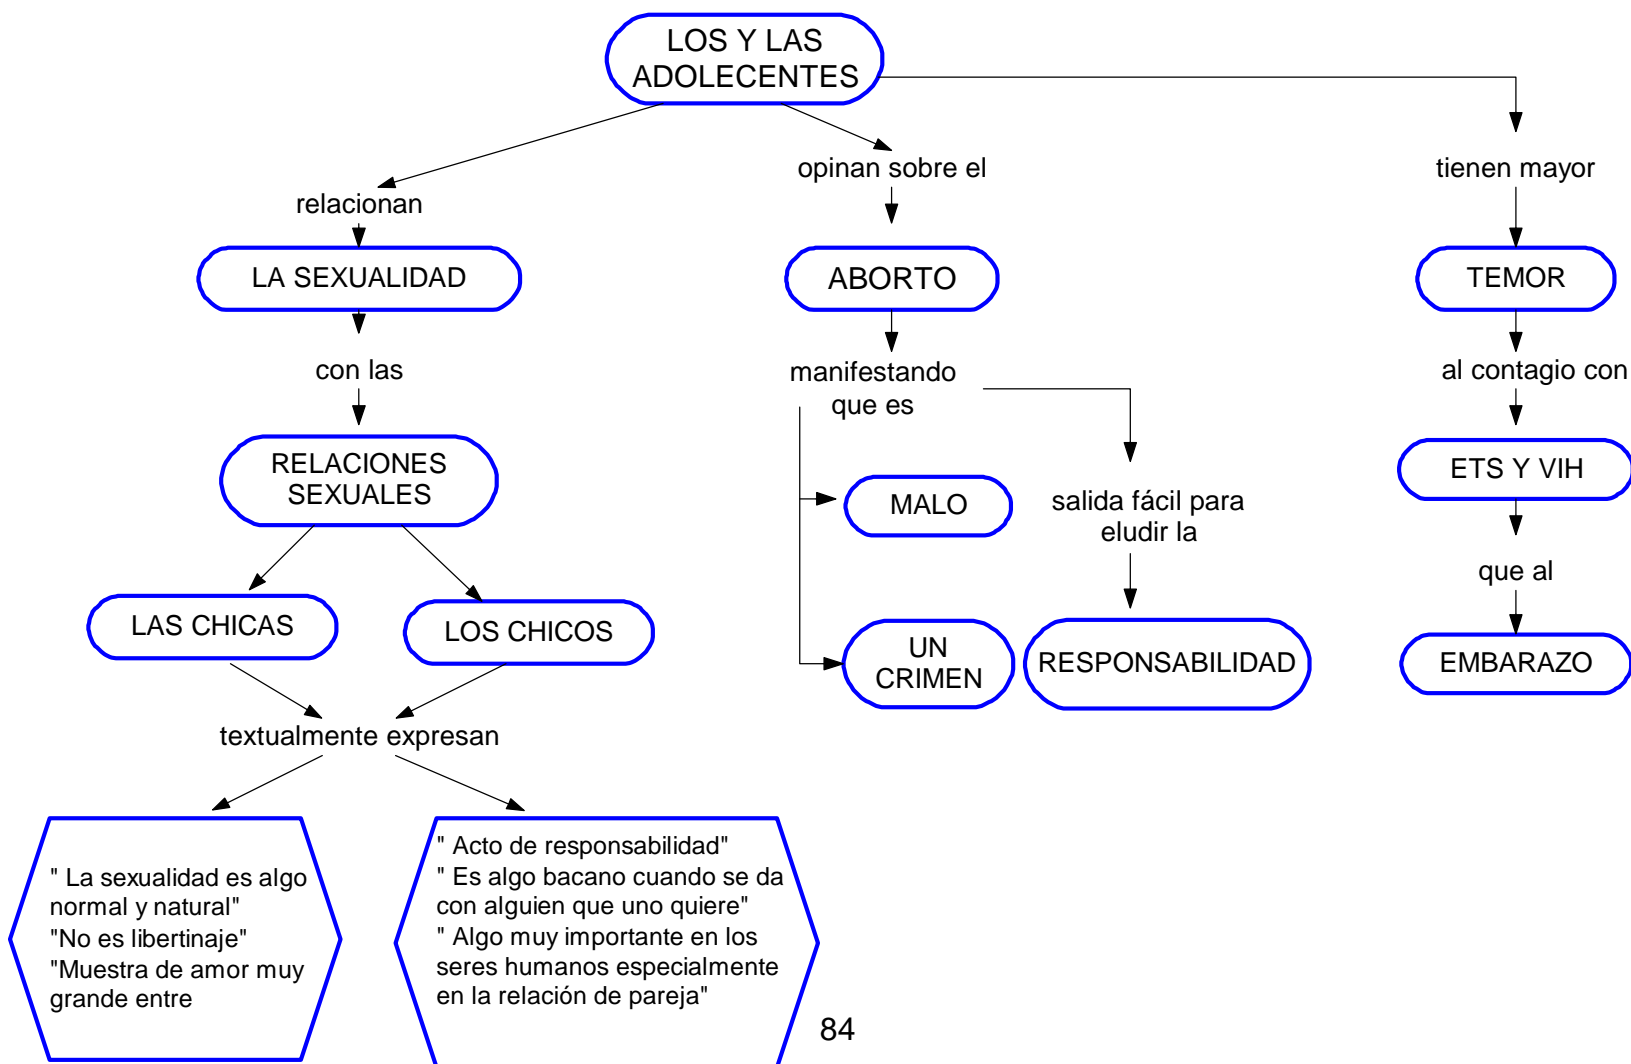 LOS Y LAS
ADOLECENTES
relacionan
LA SEXUALIDAD
con las
RELACIONES
SEXUALES
LAS CHICAS
LOS CHICOS
textualmente expresan
" La sexualidad es algo
normal y natural"
"No es libertinaje"
"Muestra de amor muy
grande entre
" Acto de responsabilidad"
" Es algo bacano cuando se da
con alguien que uno quiere"
" Algo muy importante en los
seres humanos especialmente
en la relación de pareja"
opinan sobre el
ABORTO
manifestando
que es
MALO
UN
CRIMEN
salida fácil para
eludir la
RESPONSABILIDAD
tienen mayor
TEMOR
al contagio con
ETS Y VIH
que al
EMBARAZO
84